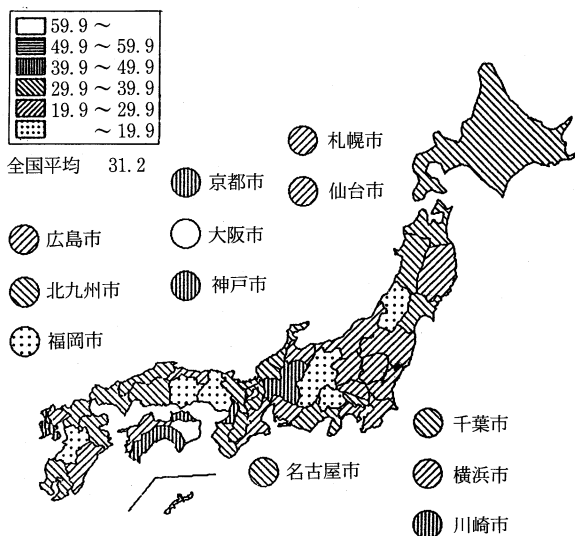 59.9～
49.9～59.9
39.9～49.9
29.9～39.9
19.9～29.9
～19.9
全国平均 31.2
札幌市
京都市
仙台市
広島市
大阪市
北九州市
神戸市
福岡市
千葉市
名古屋市
横浜市
川崎市